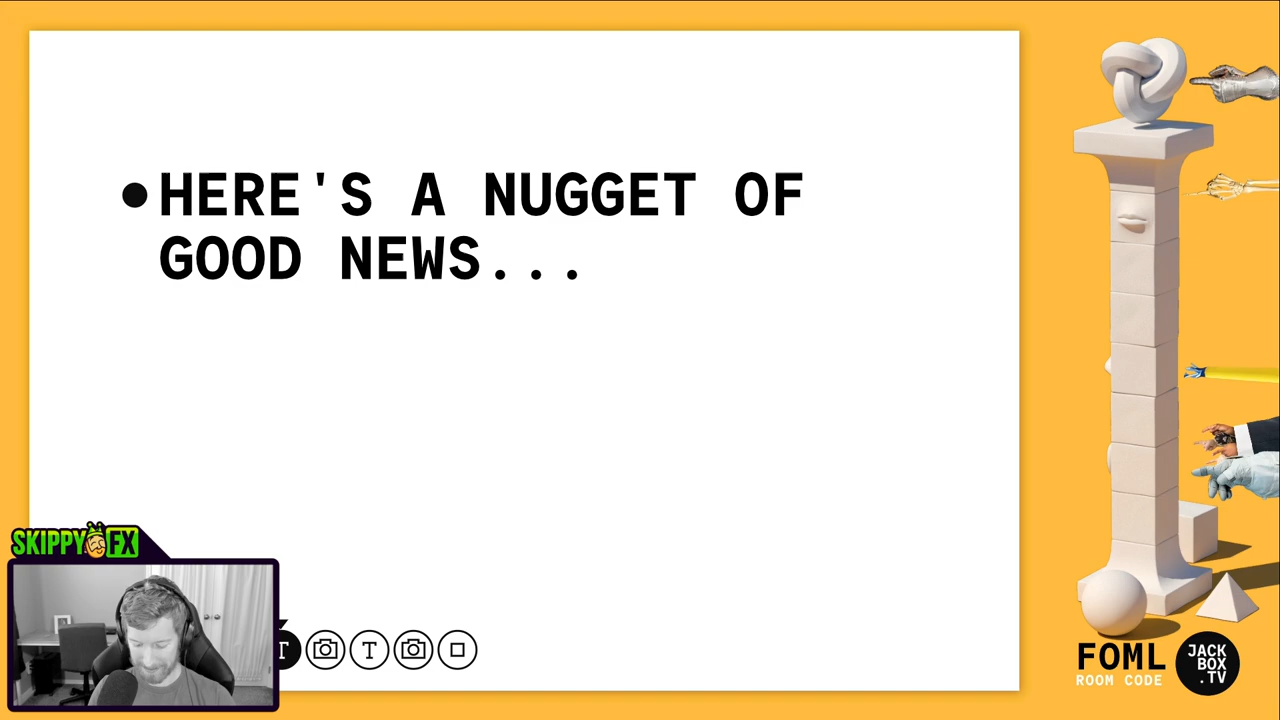 •HERE'S A NUGGET OF
GOOD NEWS...
SKIPPY FX
T
T
FOML
ROOM CODE
JACK
BOX
.TV